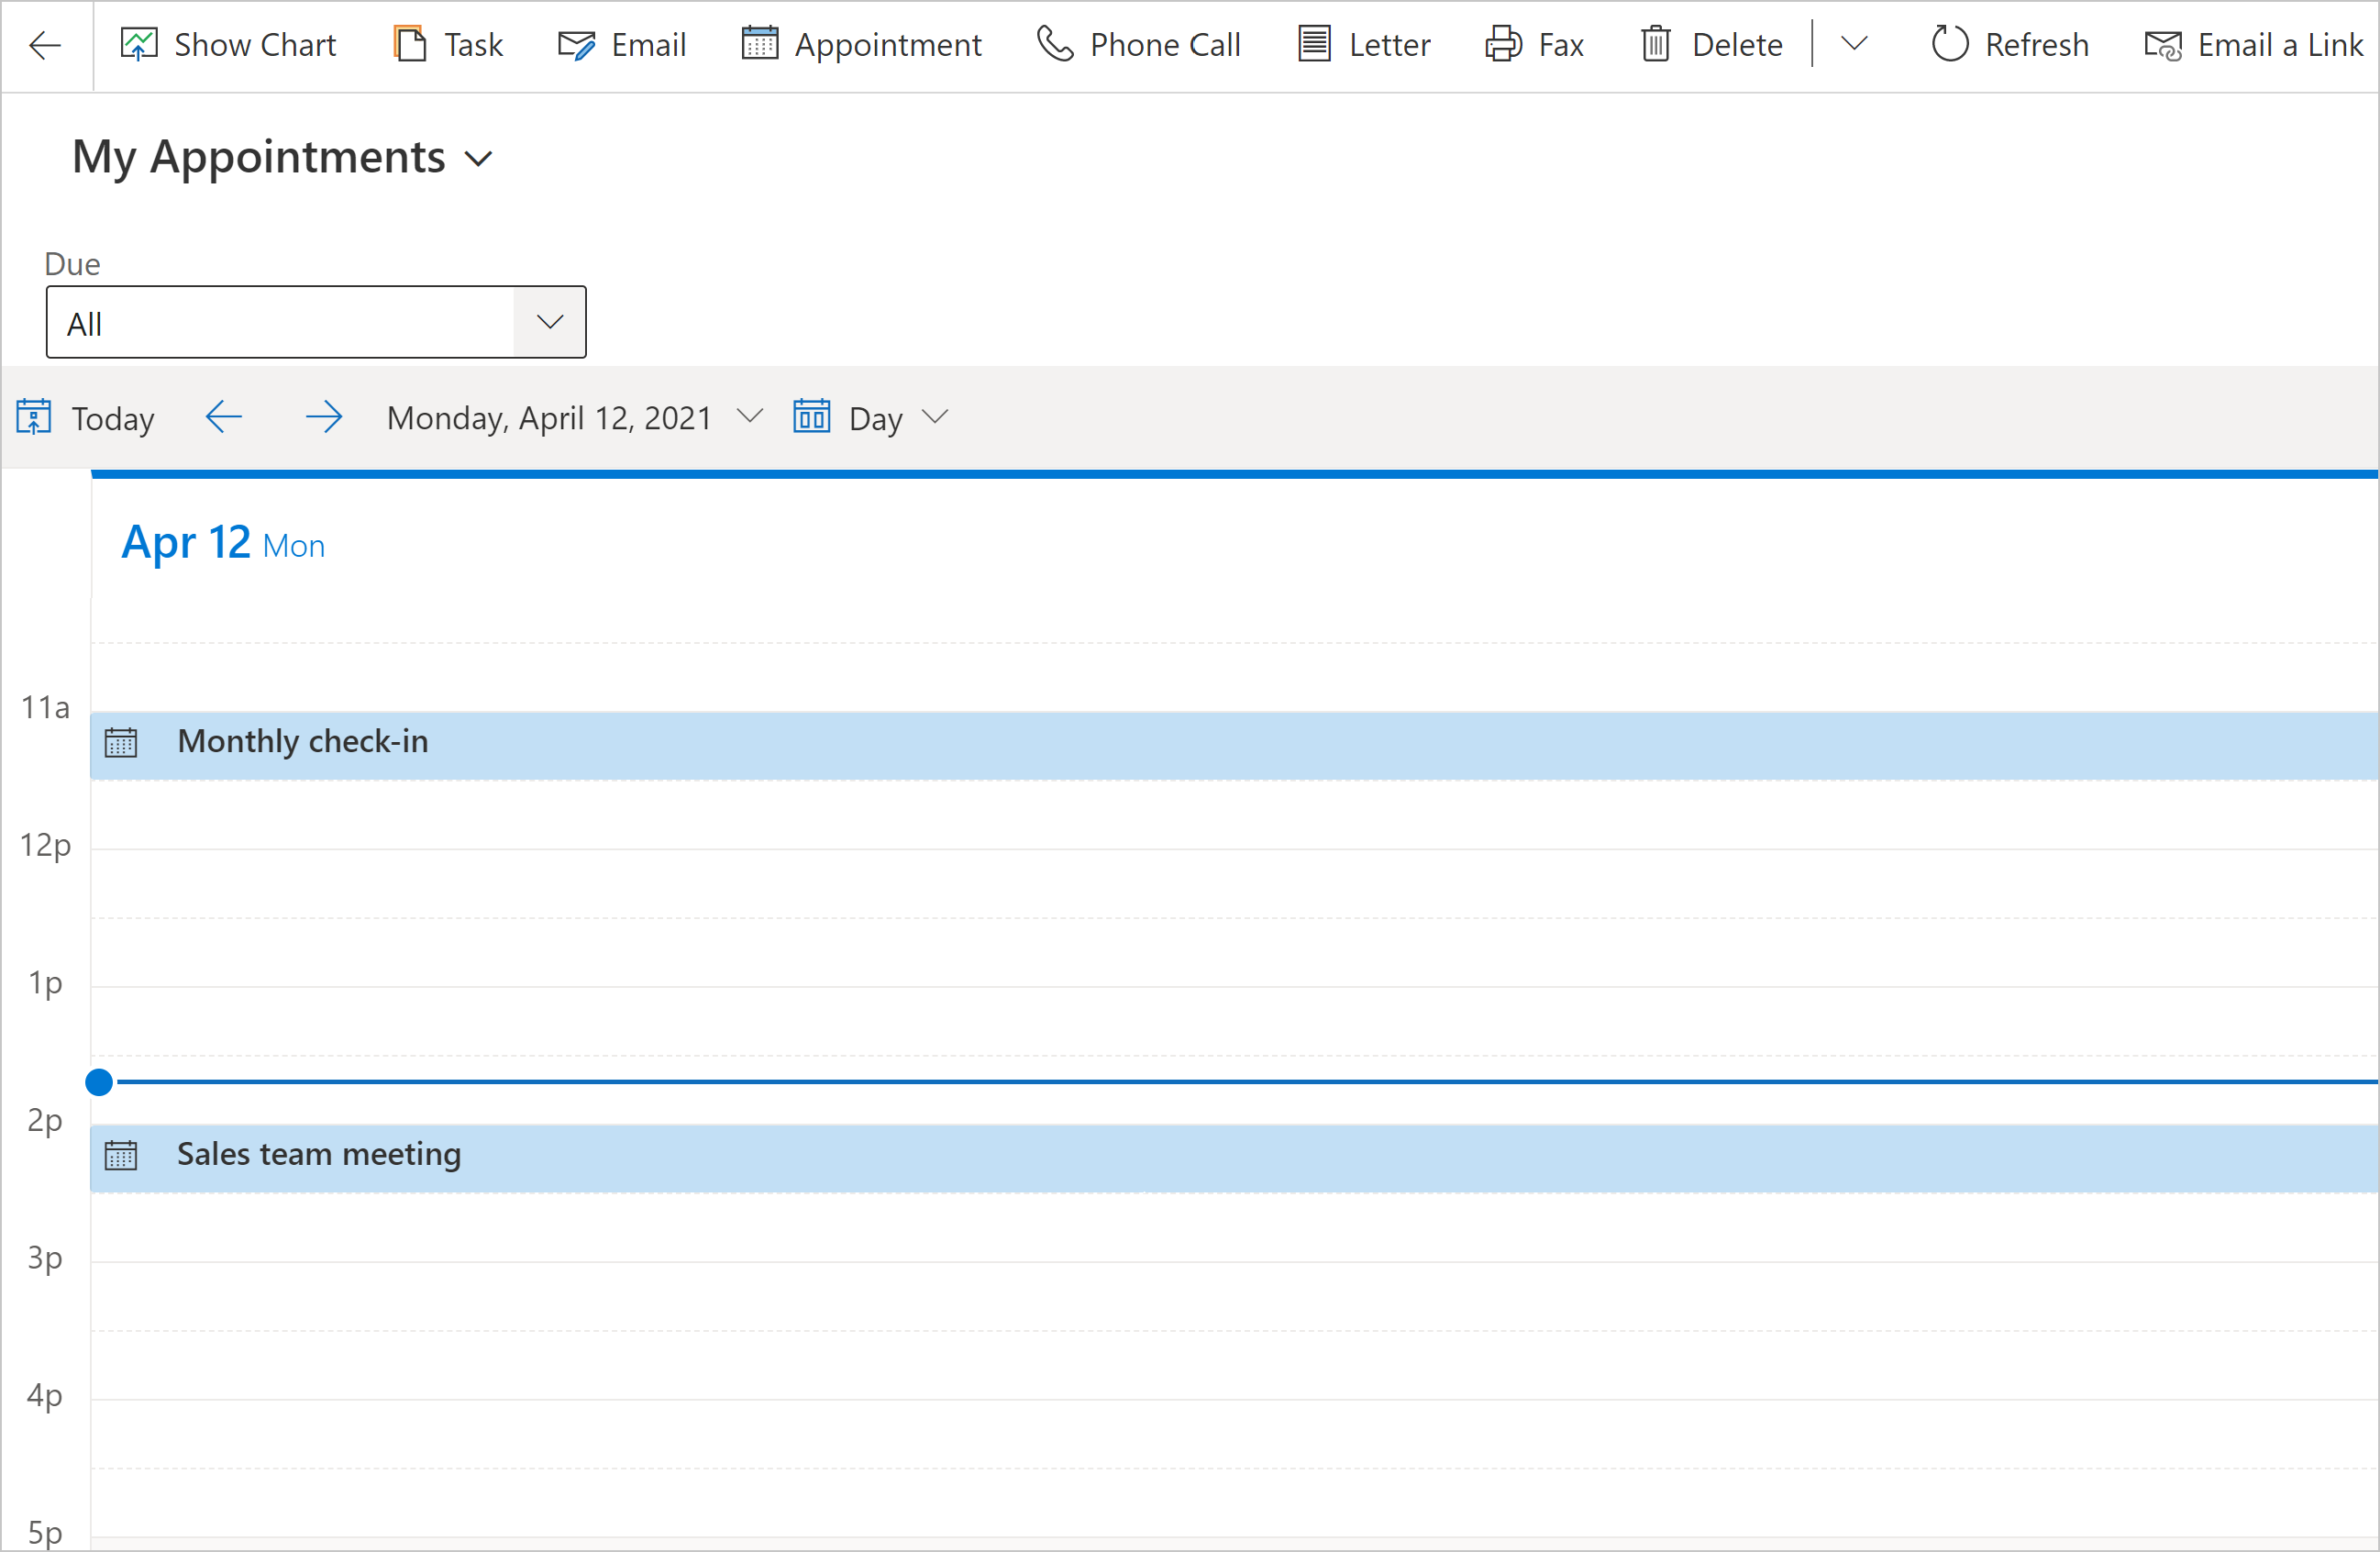 Show Chart Task Email Appointment Phone Call Letter Fax Delete Refresh Email a Link
My Appointments
Due
All
Today Monday, April 12, 2021 Day
Apr 12 Mon
11a
Monthly check-in
12p
1p
2p
Sales team meeting
3p
4p
5p